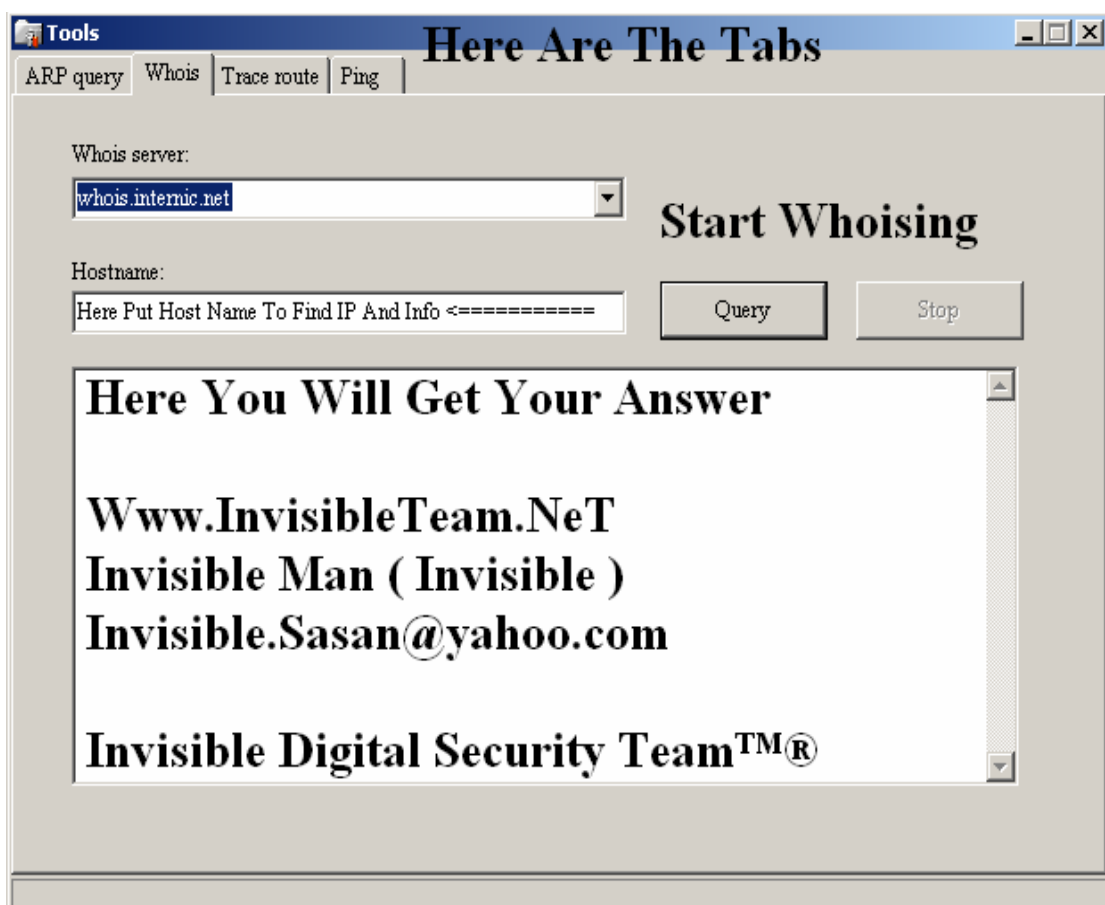 Tools
Here Are The Tabs
ARP query Whois Trace route Ping
Whois server:
whois.internic.net
Start Whoising
Hostname:
Here Put Host Name To Find IP And Info <===========
Query Stop
Here You Will Get Your Answer
Www.InvisibleTeam.NeT
Invisible Man ( Invisible )
Invisible.Sasan@yahoo.com
Invisible Digital Security Team™®